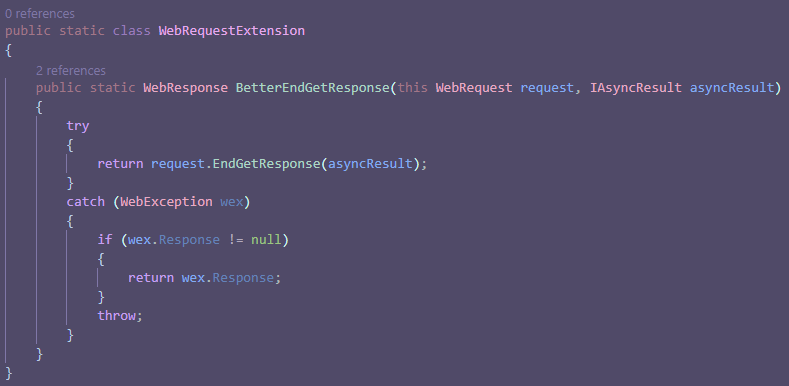 0 references
public static class WebRequestExtension
{
2 references
public static WebResponse BetterEndGetResponse(this WebRequest request, IAsyncResult asyncResult)
{
try
{
return request.EndGetResponse(asyncResult);
}
catch (WebException wex)
{
if (wex.Response != null)
{
return wex.Response;
}
throw;
}
}
}